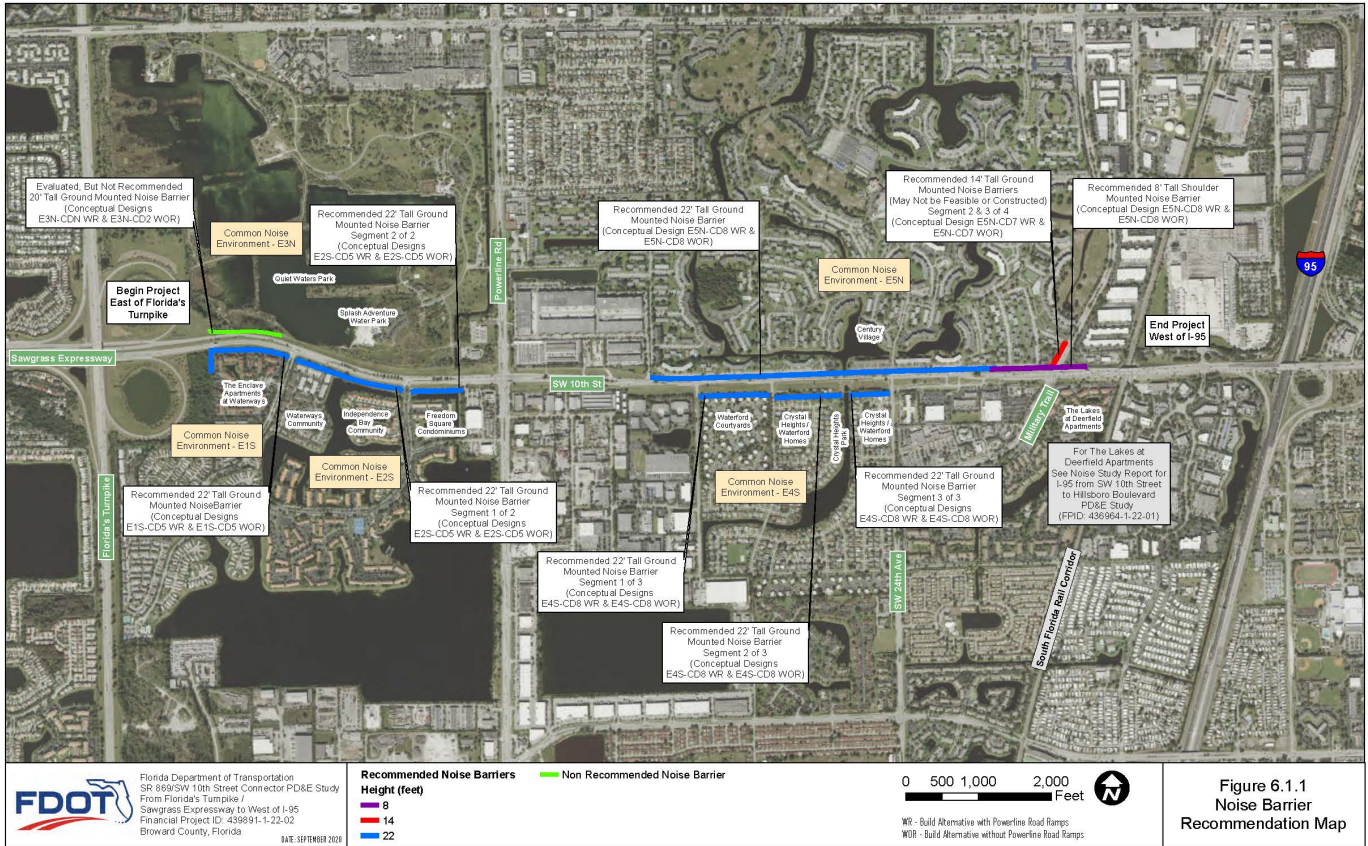 Evaluated, But Not Recommended
20' Tall Ground Mounted Noise Barrier
(Conceptual Designs
E3N-CDN WR & E3N-CD2 WOR)
Common Noise
Environment - E3N
Recommended 22' Tall Ground
Mounted Noise Barrier
Segment 2 of 2
(Conceptual Designs
E2S-CD5 WR & E2S-CD5 WOR)
Powerline Rd
Recommended 22' Tall Ground
Mounted Noise Barrier
(Conceptual Design E5N-CD8 WR &
E5N-CD8 WOR)
Recommended 14' Tall Ground
Mounted Noise Barriers
(May Not be Feasible or Constructed)
Segment 2 & 3 of 4
(Conceptual Design E5N-CD7 WR &
E5N-CD7 WOR)
Recommended 8' Tall Shoulder
Mounted Noise Barrier
(Conceptual Design E5N-CD8 WR &
E5N-CD8 WOR)
95
Common Noise
Environment - E5N
Quiet Waters Park
Begin Project
East of Florida's
Turnpike
Splash Adventure
Water Park
Century
Village
End Project
West of I-95
Sawgrass Expressway
SW 10th St
Military Trail
The Enclave
Apartments
at Waterways
Waterways
Community
Independence
Bay
Community
Freedom
Square
Condominiums
Waterford
Courtyards
Crystal
Heights /
Waterford
Homes
Crystal Heights
Park
Crystal
Heights /
Waterford
Homes
The Lakes
at Deerfield
Apartments
Common Noise
Environment - E1S
Common Noise
Environment - E2S
Common Noise
Environment - E4S
For The Lakes at
Deerfield Apartments
See Noise Study Report for
I-95 from SW 10th Street
to Hillsboro Boulevard
PD&E Study
(FPID: 436964-1-22-01)
Florida's Turnpike
Recommended 22' Tall Ground
Mounted NoiseBarrier
(Conceptual Designs
E1S-CD5 WR & E1S-CD5 WOR)
Recommended 22' Tall Ground
Mounted Noise Barrier
Segment 1 of 2
(Conceptual Designs
E2S-CD5 WR & E2S-CD5 WOR)
Recommended 22' Tall Ground
Mounted Noise Barrier
Segment 3 of 3
(Conceptual Designs
E4S-CD8 WR & E4S-CD8 WOR)
Recommended 22' Tall Ground
Mounted Noise Barrier
Segment 1 of 3
(Conceptual Designs
E4S-CD8 WR & E4S-CD8 WOR)
SW 24th Ave
South Florida Rail Corridor
Recommended 22' Tall Ground
Mounted Noise Barrier
Segment 2 of 3
(Conceptual Designs
E4S-CD8 WR & E4S-CD8 WOR)
FDOT
Florida Department of Transportation
SR 869/SW 10th Street Connector PD&E Study
From Florida's Turnpike /
Sawgrass Expressway to West of I-95
Financial Project ID: 439891-1-22-02
Broward County, Florida
DATE: SEPTEMBER 2020
Recommended Noise Barriers
Height (feet)
8
14
22
Non Recommended Noise Barrier
0 500 1,000 2,000
Feet
N
WR - Build Alternative with Powerline Road Ramps
WOR - Build Alternative without Powerline Road Ramps
Figure 6.1.1
Noise Barrier
Recommendation Map